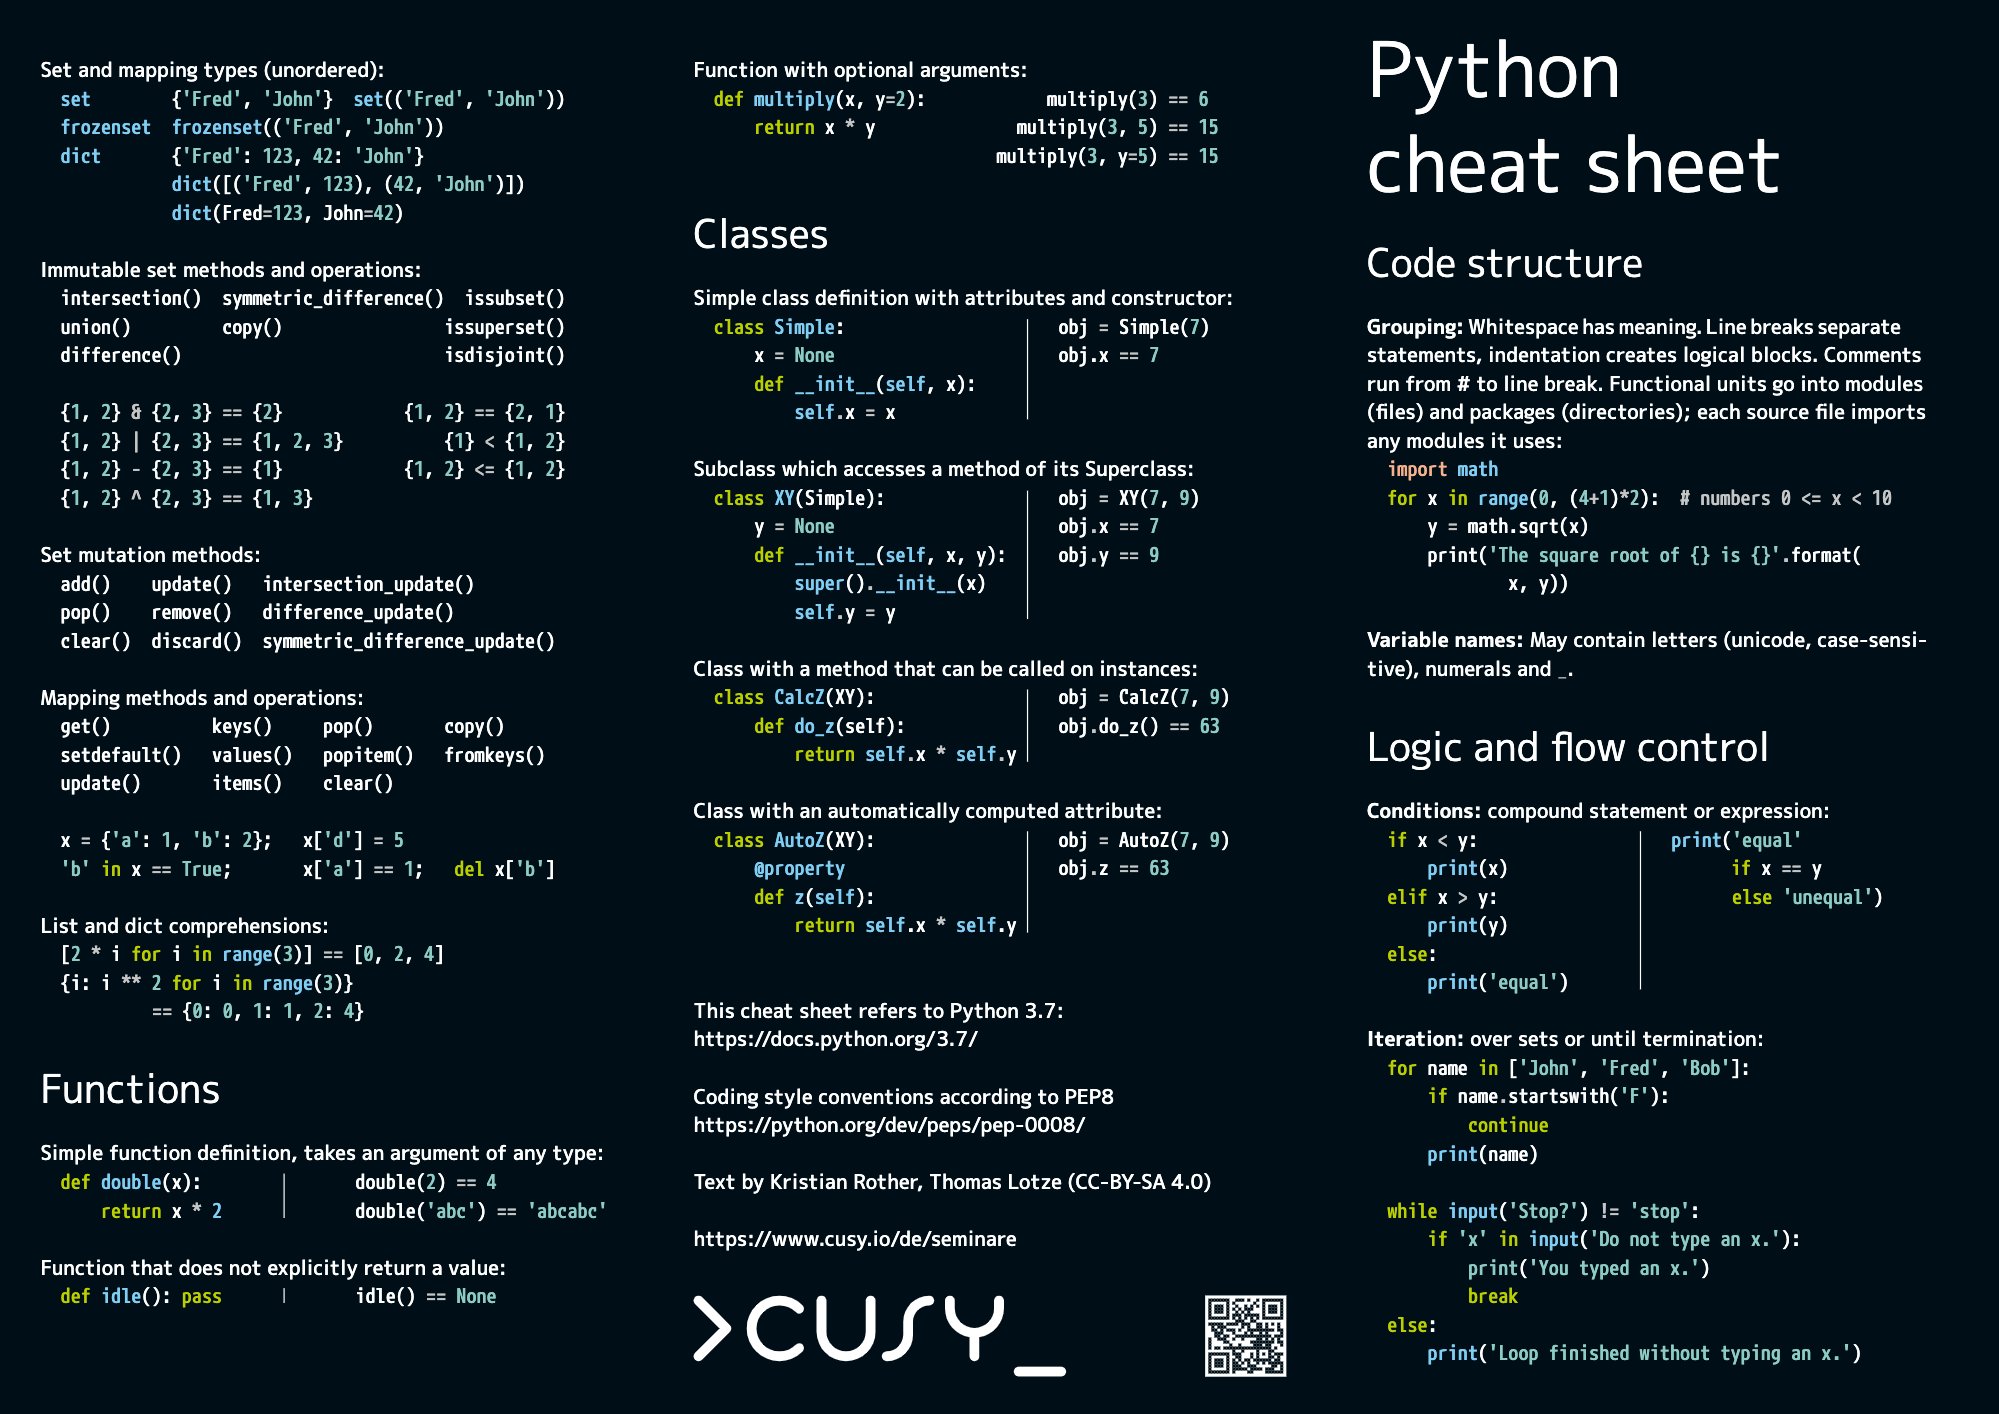 Set and mapping types (unordered):
set {'Fred', 'John'} set(('Fred', 'John'))
frozenset frozenset(('Fred', 'John'))
dict {'Fred': 123, 42: 'John'}
dict([('Fred', 123), (42, 'John')])
dict(Fred=123, John=42)
Immutable set methods and operations:
intersection() symmetric_difference() issubset()
union() copy() issuperset()
difference() isdisjoint()
{1, 2} & {2, 3} == {2} {1, 2} == {2, 1}
{1, 2} | {2, 3} == {1, 2, 3} {1} < {1, 2}
{1, 2} - {2, 3} == {1} {1, 2} <= {1, 2}
{1, 2} ^ {2, 3} == {1, 3}
Set mutation methods:
add() update() intersection_update()
pop() remove() difference_update()
clear() discard() symmetric_difference_update()
Mapping methods and operations:
get() keys() pop() copy()
setdefault() values() popitem() fromkeys()
update() items() clear()
x = {'a': 1, 'b': 2}; x['d'] = 5
'b' in x == True; x['a'] == 1; del x['b']
List and dict comprehensions:
[2 * i for i in range(3)] == [0, 2, 4]
{i: i ** 2 for i in range(3)}
== {0: 0, 1: 1, 2: 4}
Functions
Simple function definition, takes an argument of any type:
def double(x): double(2) == 4
return x * 2 double('abc') == 'abcabc'
Function that does not explicitly return a value:
def idle(): pass idle() == None
Function with optional arguments:
def multiply(x, y=2): multiply(3) == 6
return x * y multiply(3, 5) == 15
multiply(3, y=5) == 15
Classes
Simple class definition with attributes and constructor:
class Simple: obj = Simple(7)
x = None obj.x == 7
def __init__(self, x):
self.x = x
Subclass which accesses a method of its Superclass:
class XY(Simple): obj = XY(7, 9)
y = None obj.x == 7
def __init__(self, x, y): obj.y == 9
super().__init__(x)
self.y = y
Class with a method that can be called on instances:
class CalcZ(XY): obj = CalcZ(7, 9)
def do_z(self): obj.do_z() == 63
return self.x * self.y
Class with an automatically computed attribute:
class AutoZ(XY): obj = AutoZ(7, 9)
@property obj.z == 63
def z(self):
return self.x * self.y
This cheat sheet refers to Python 3.7:
https://docs.python.org/3.7/
Coding style conventions according to PEP8
https://python.org/dev/peps/pep-0008/
Text by Kristian Rother, Thomas Lotze (CC-BY-SA 4.0)
https://www.cusy.io/de/seminare
>CUSY_
Python
cheat sheet
Code structure
Grouping: Whitespace has meaning. Line breaks separate
statements, indentation creates logical blocks. Comments
run from # to line break. Functional units go into modules
(files) and packages (directories); each source file imports
any modules it uses:
import math
for x in range(0, (4+1)*2): # numbers 0 <= x < 10
y = math.sqrt(x)
print('The square root of {} is {}'.format(
x, y))
Variable names: May contain letters (unicode, case-sensi-
tive), numerals and _.
Logic and flow control
Conditions: compound statement or expression:
if x < y: print('equal'
print(x) if x == y
elif x > y: else 'unequal')
print(y)
else:
print('equal')
Iteration: over sets or until termination:
for name in ['John', 'Fred', 'Bob']:
if name.startswith('F'):
continue
print(name)
while input('Stop?') != 'stop':
if 'x' in input('Do not type an x.'):
print('You typed an x.')
break
else:
print('Loop finished without typing an x.')